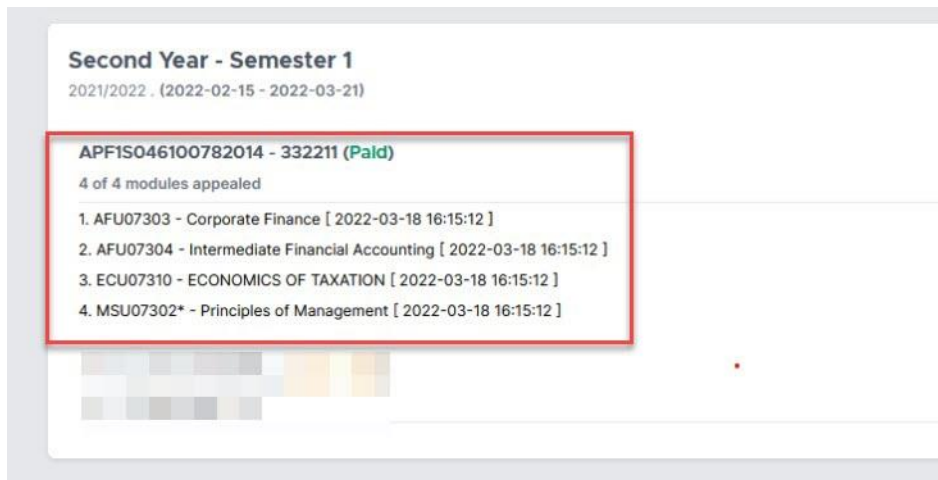 Second Year - Semester 1
2021/2022 . (2022-02-15 - 2022-03-21)
APF1S046100782014 - 332211 (Paid)
4 of 4 modules appealed
1. AFU07303 - Corporate Finance [ 2022-03-18 16:15:12 ]
2. AFU07304 - Intermediate Financial Accounting [ 2022-03-18 16:15:12 ]
3. ECU07310 - ECONOMICS OF TAXATION [ 2022-03-18 16:15:12 ]
4. MSU07302* - Principles of Management [ 2022-03-18 16:15:12 ]